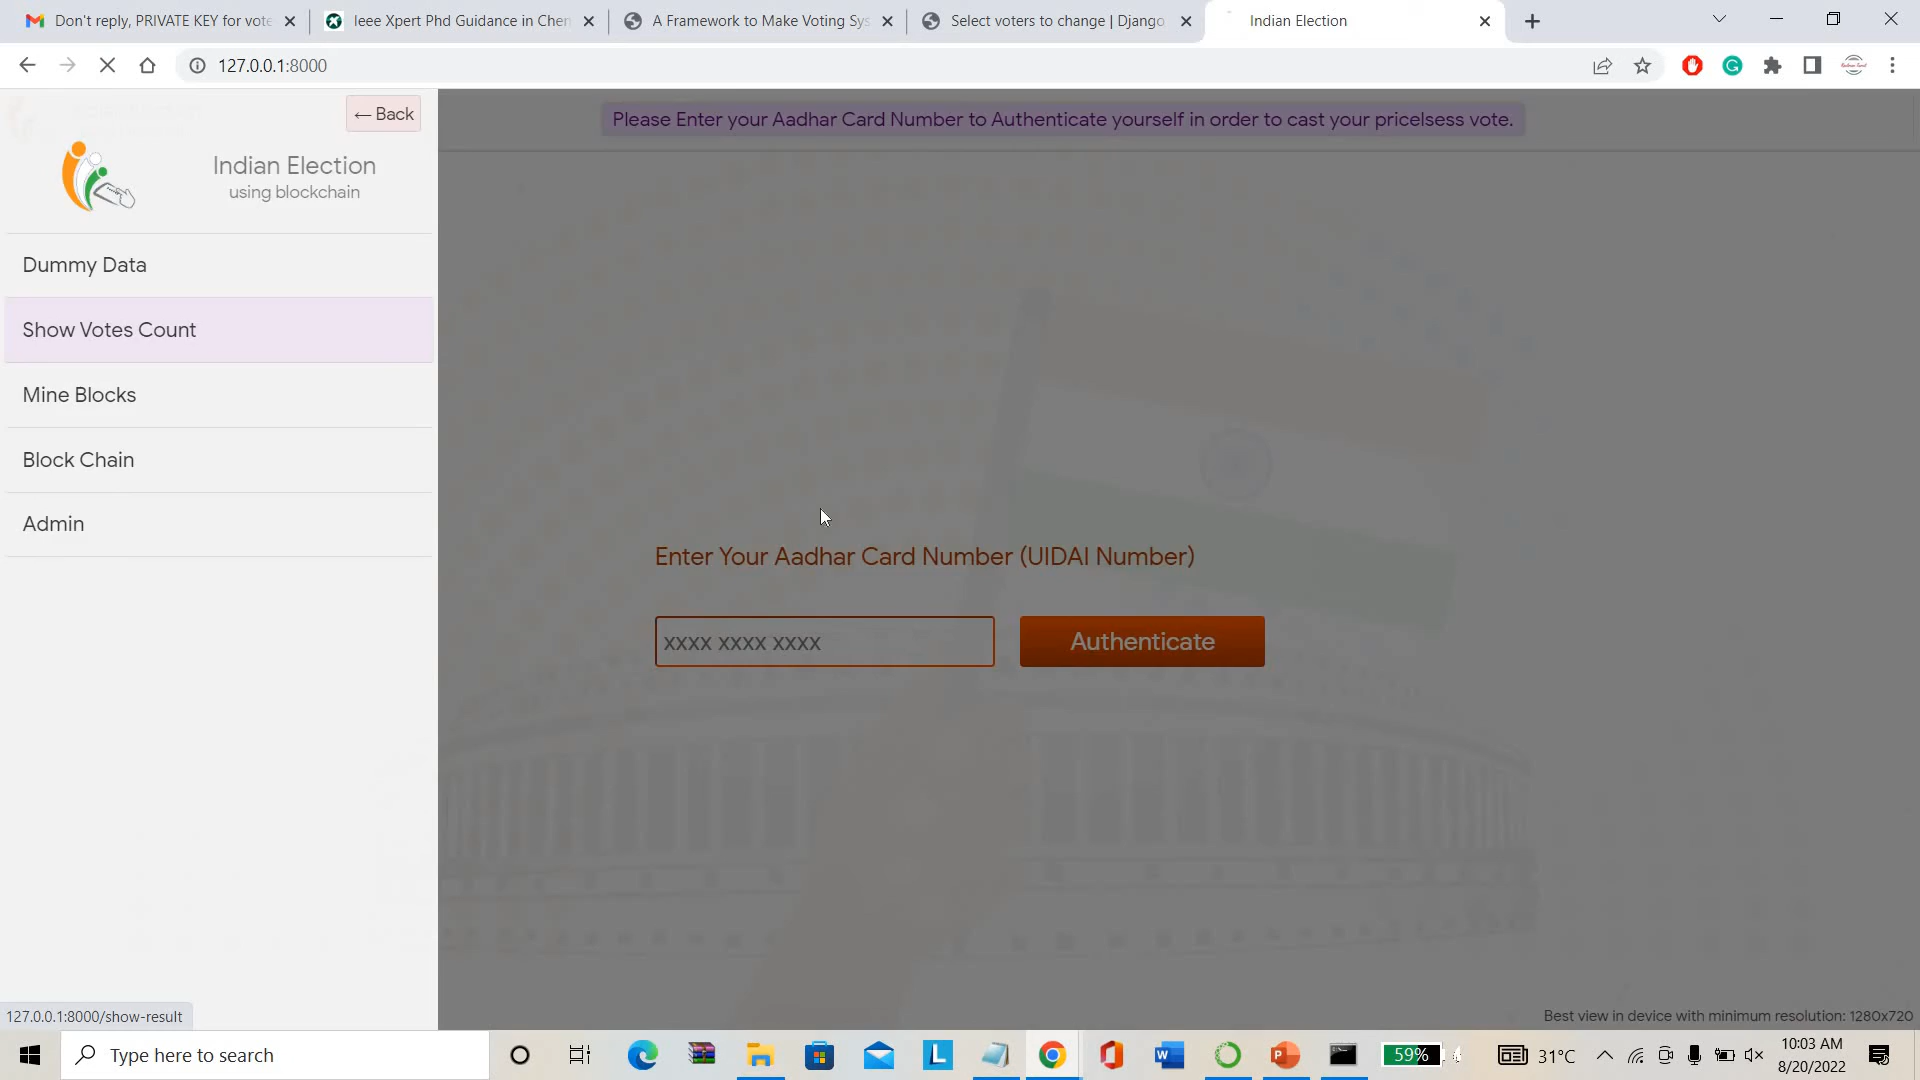 Don't reply, PRIVATE KEY for vote
Ieee Xpert Phd Guidance in Chen
A Framework to Make Voting Sys
Select voters to change | Django
Indian Election
127.0.0.1:8000
← Back
Please Enter your Aadhar Card Number to Authenticate yourself in order to cast your pricelsess vote.
Indian Election
using blockchain
Dummy Data
Show Votes Count
Mine Blocks
Block Chain
Admin
Enter Your Aadhar Card Number (UIDAI Number)
xxxx xxxx xxxx
Authenticate
127.0.0.1:8000/show-result
Best view in device with minimum resolution: 1280x720
Type here to search
59%
31°C
10:03 AM
8/20/2022